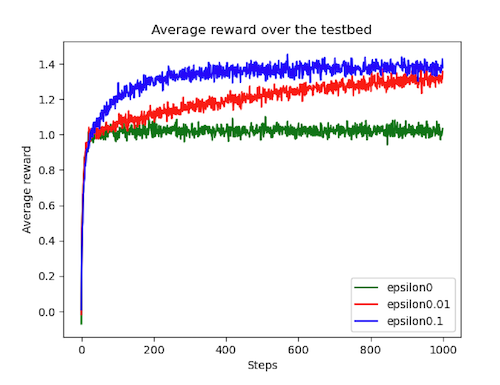 Average reward over the testbed
Average reward
1.4
1.2
1.0
0.8
0.6
0.4
0.2
0.0
epsilon0
epsilon0.01
epsilon0.1
0 200 400 600 800 1000
Steps